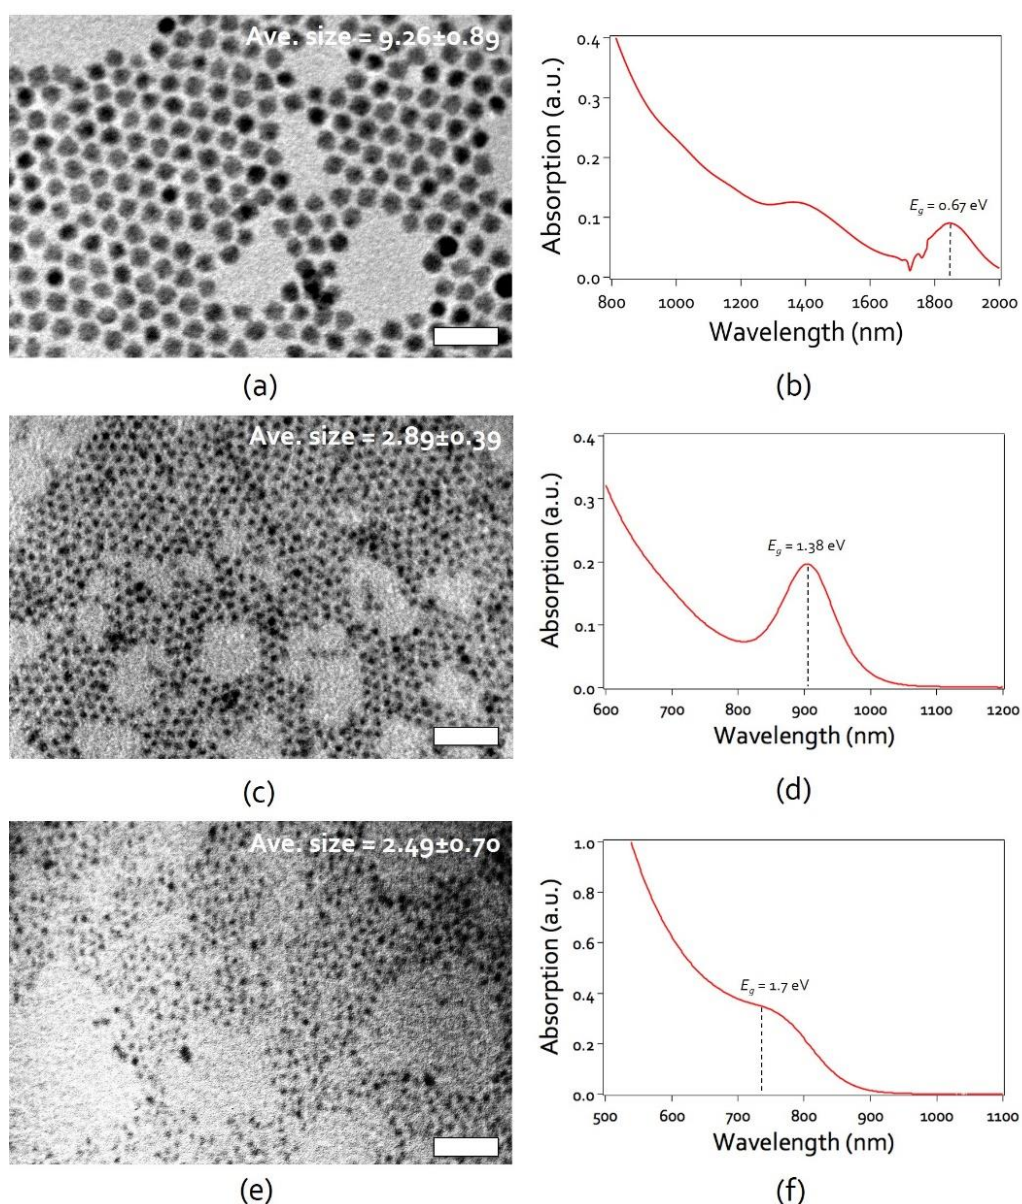 Ave. size = 9.26±0.89
Absorption (a.u.)
0.4
0.3
0.2
0.1
0.0
E_g = 0.67 eV
800 1000 1200 1400 1600 1800 2000
Wavelength (nm)
(a)
(b)
Ave. size = 2.89±0.39
Absorption (a.u.)
0.4
0.3
0.2
0.1
0.0
E_g = 1.38 eV
600 700 800 900 1000 1100 1200
Wavelength (nm)
(c)
(d)
Ave. size = 2.49±0.70
Absorption (a.u.)
1.0
0.8
0.6
0.4
0.2
0.0
E_g = 1.7 eV
500 600 700 800 900 1000 1100
Wavelength (nm)
(e)
(f)